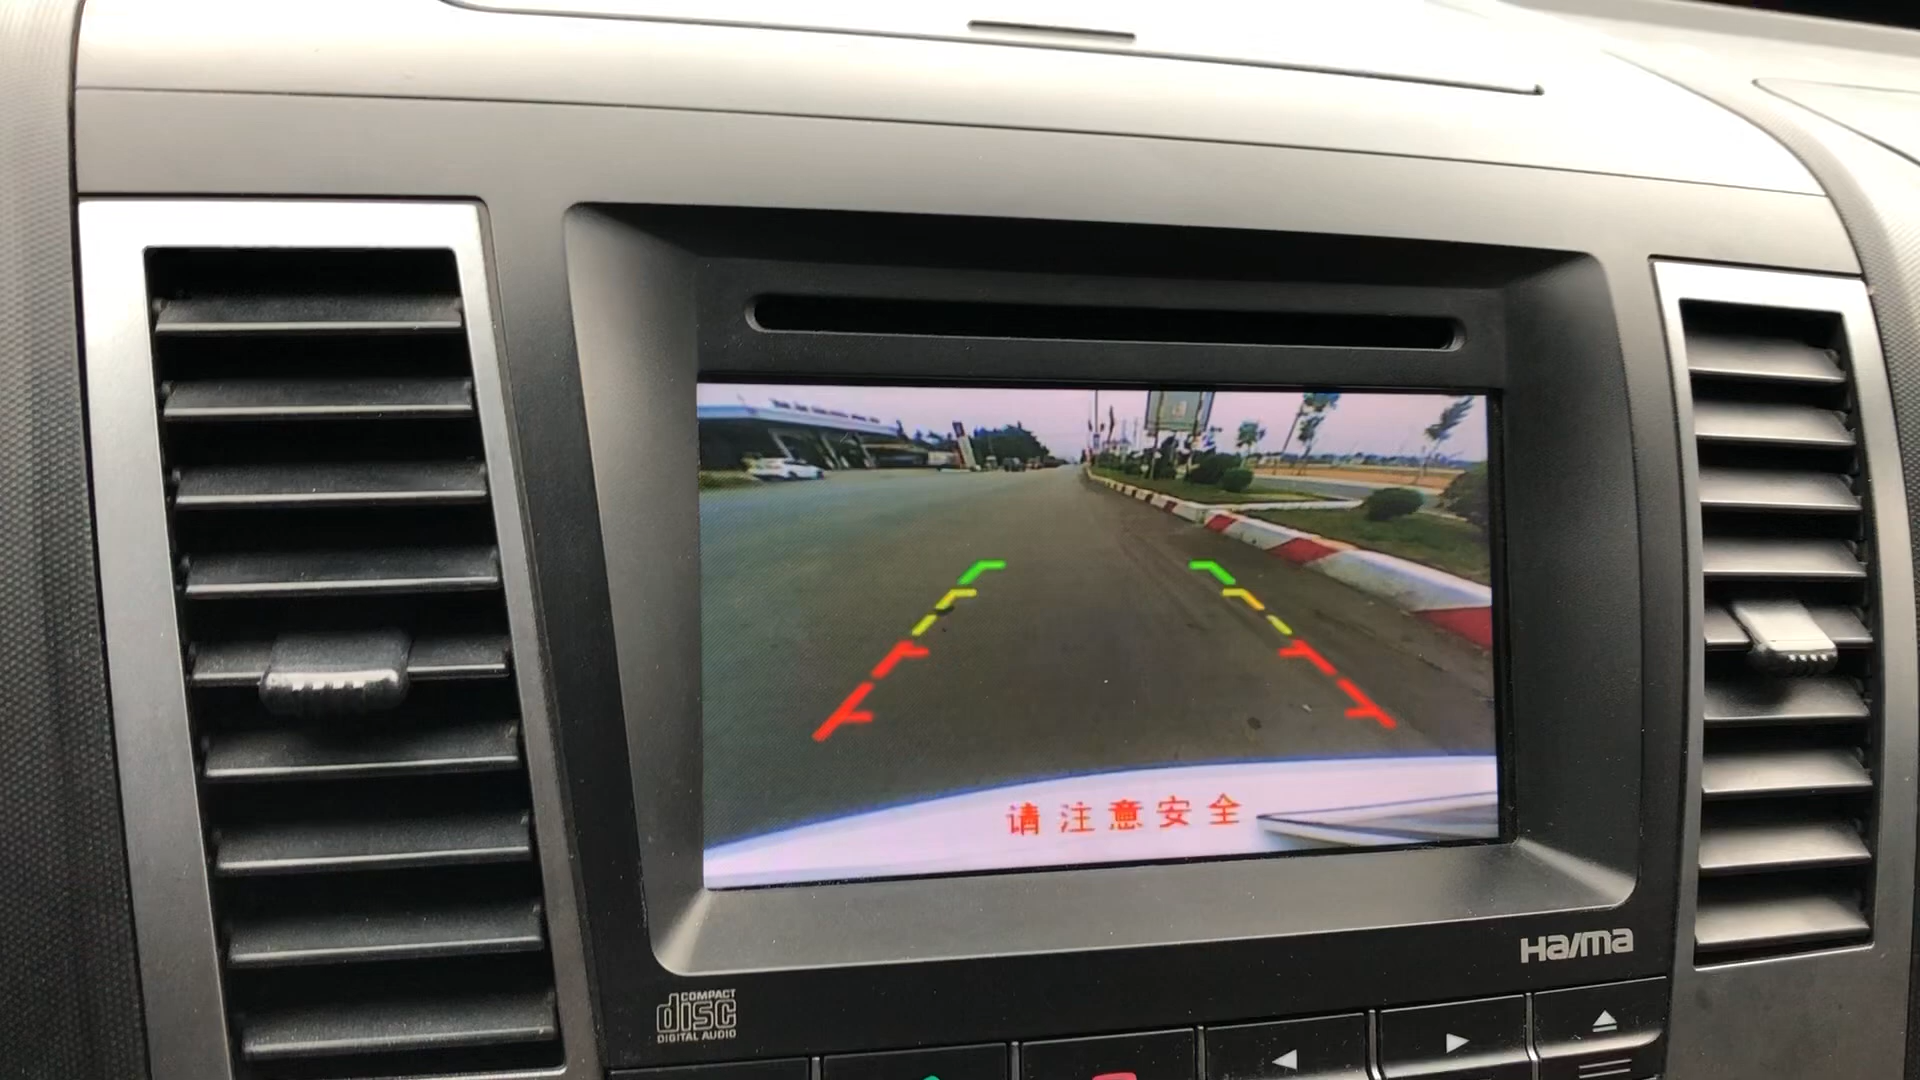 请注意安全
Haima
COMPACT
disc
DIGITAL AUDIO